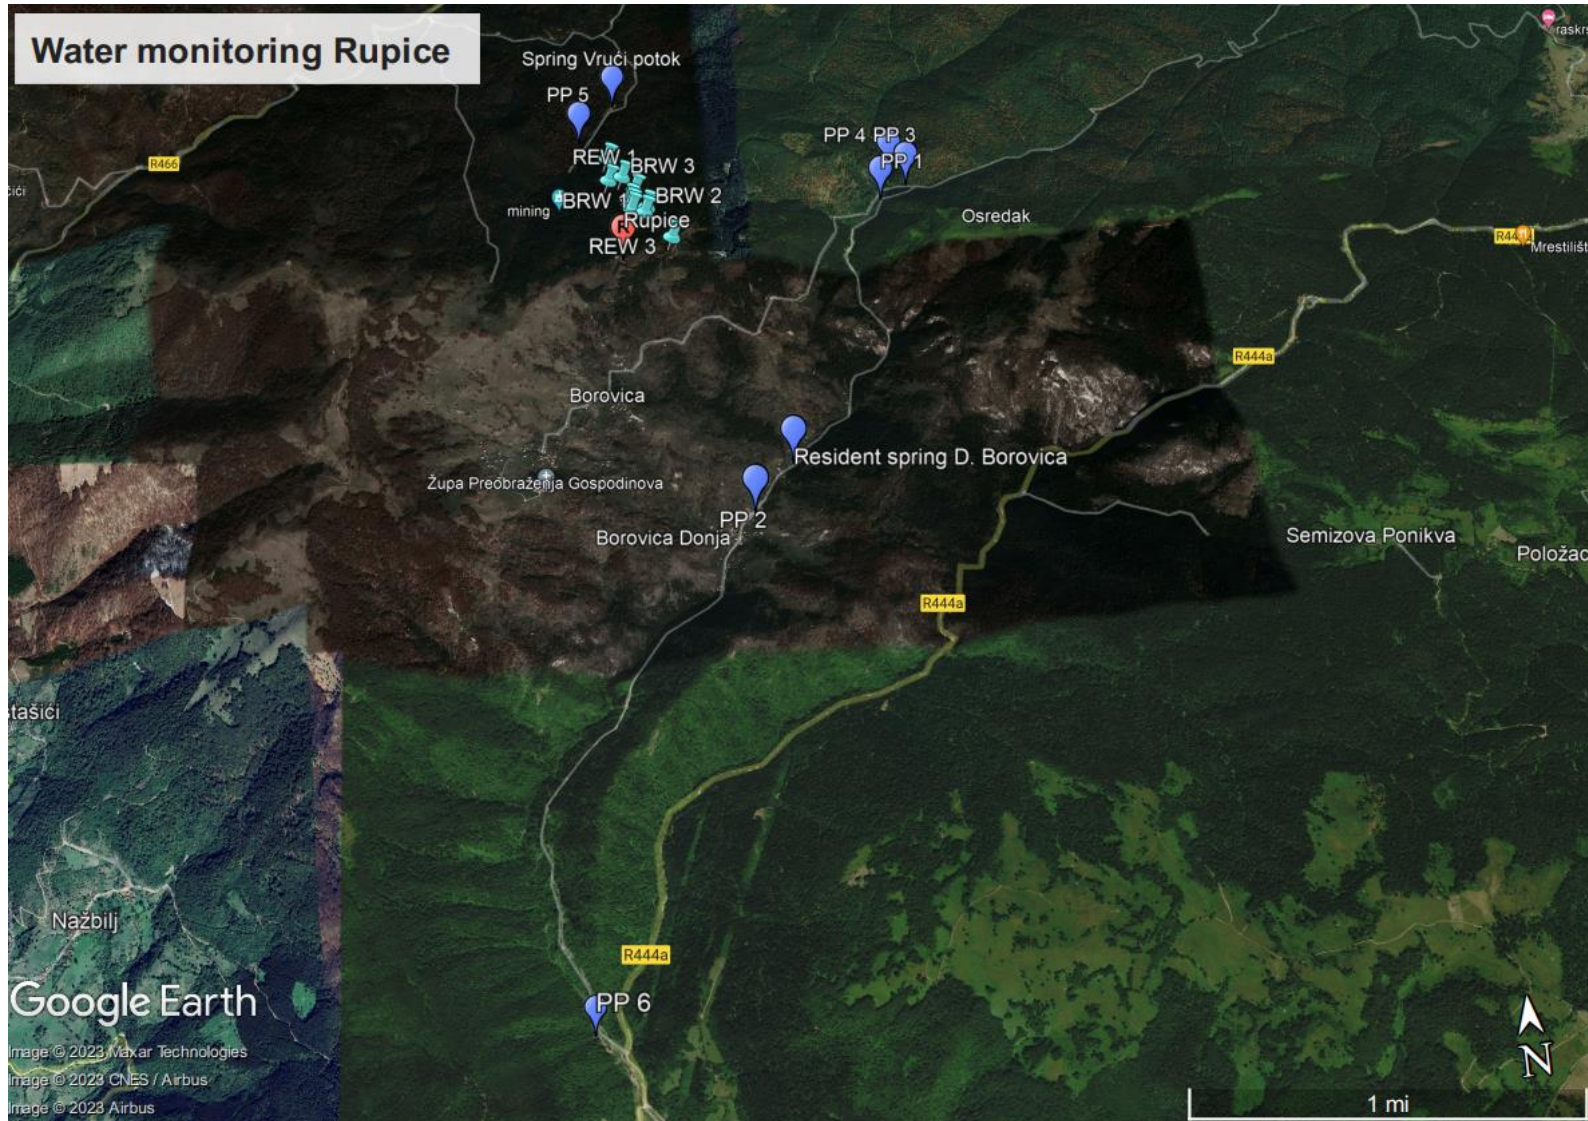 Water monitoring Rupice
raskrs
Spring Vrući potok
PP 5
PP 4 PP 3
PP 1
R466
REW 1
BRW 3
BRW 1
BRW 2
mining
Rupice
REW 3
Osredak
Mrestilišt
R444a
Borovica
Resident spring D. Borovica
Župa Preobraženja Gospodinova
PP 2
Borovica Donja
Semizova Ponikva
Položac
R444a
tašići
Nažbilj
R444a
PP 6
Google Earth
Image © 2023 Maxar Technologies
Image © 2023 CNES / Airbus
Image © 2023 Airbus
N
1 mi